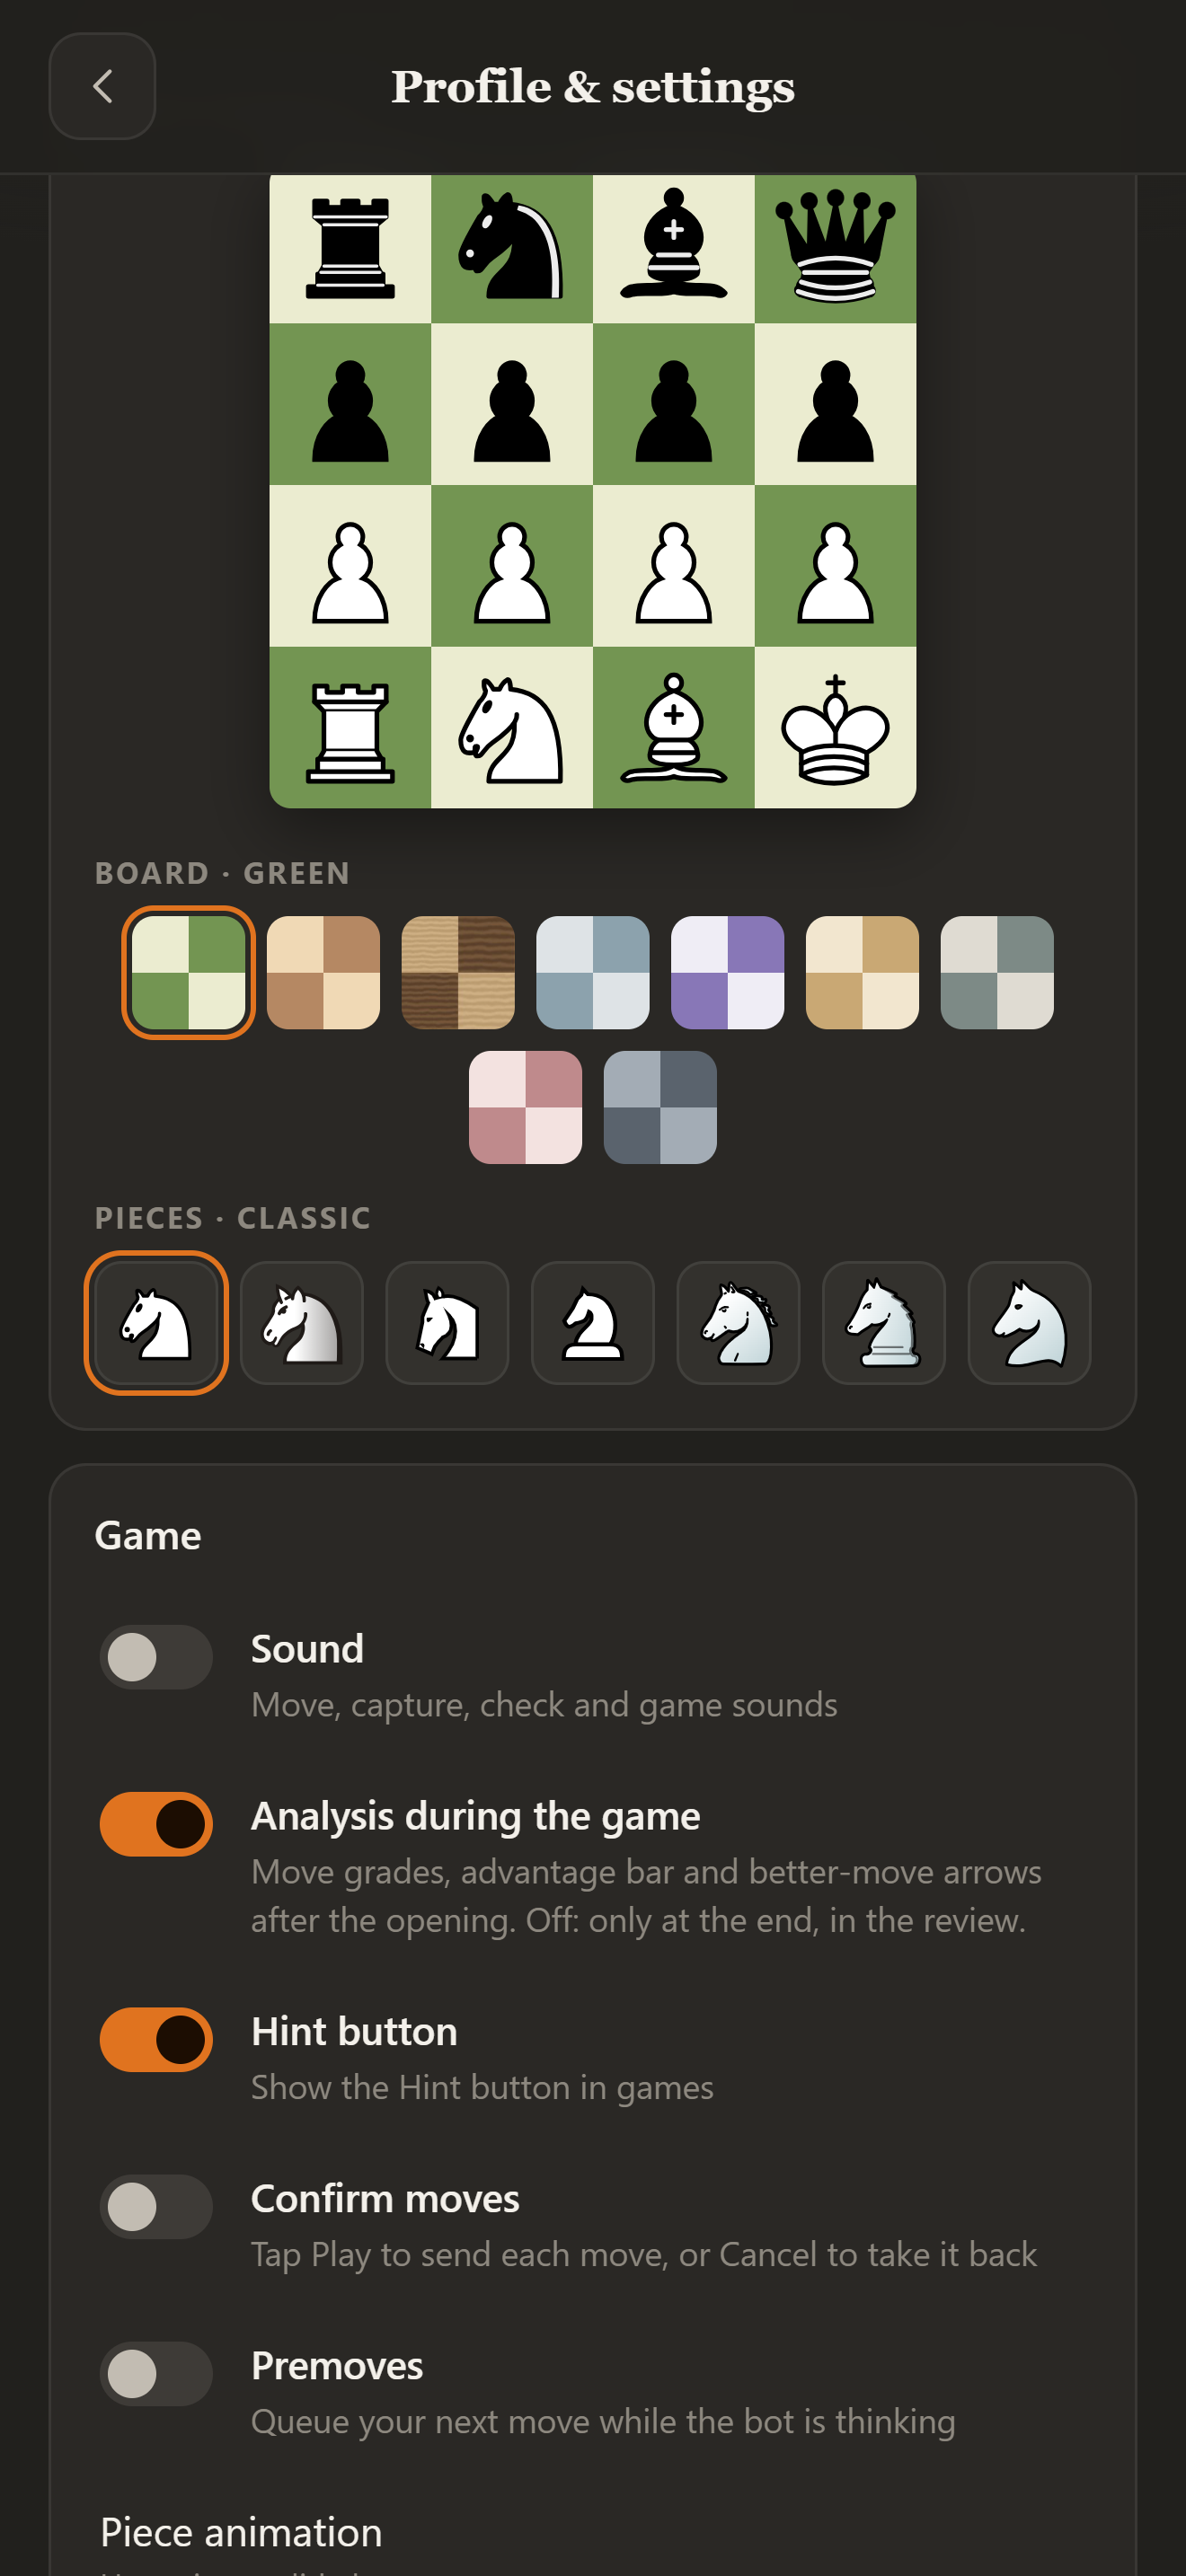 Profile & settings
BOARD · GREEN
PIECES · CLASSIC
Game
Sound
Move, capture, check and game sounds
Analysis during the game
Move grades, advantage bar and better-move arrows
after the opening. Off: only at the end, in the review.
Hint button
Show the Hint button in games
Confirm moves
Tap Play to send each move, or Cancel to take it back
Premoves
Queue your next move while the bot is thinking
Piece animation